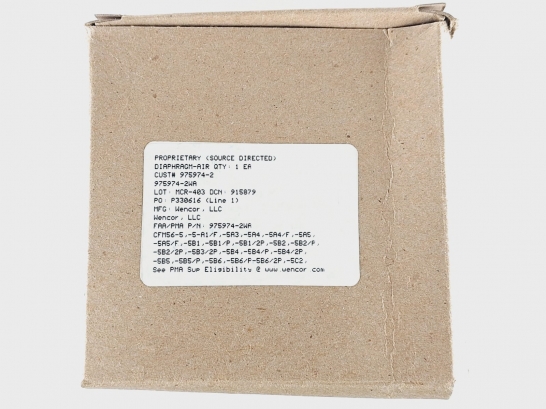 PROPRIETARY (SOURCE DIRECTED)
DIAPHRAGM-AIR QTY: 1 EA
CUST# 975974-2
975974-2WA
LOT: MCR-403 DCN: 915879
PO: P330616 (Line 1)
MFG: Wencor, LLC
Wencor, LLC
FAA/PMA P/N: 975974-2WA
CFM56-5,-5-A1/F,-5A3,-5A4,-5A4/F,-5A5,
-5A5/F,-5B1,-5B1/P,-5B1/2P,-5B2,-5B2/P,
-5B2/2P,-5B3/2P,-5B4,-5B4/P,-5B4/2P,
-5B5,-5B5/P,-5B6,-5B6/P-5B6/2P,-5C2,
See PMA Sup Eligibility @ www.wencor.com